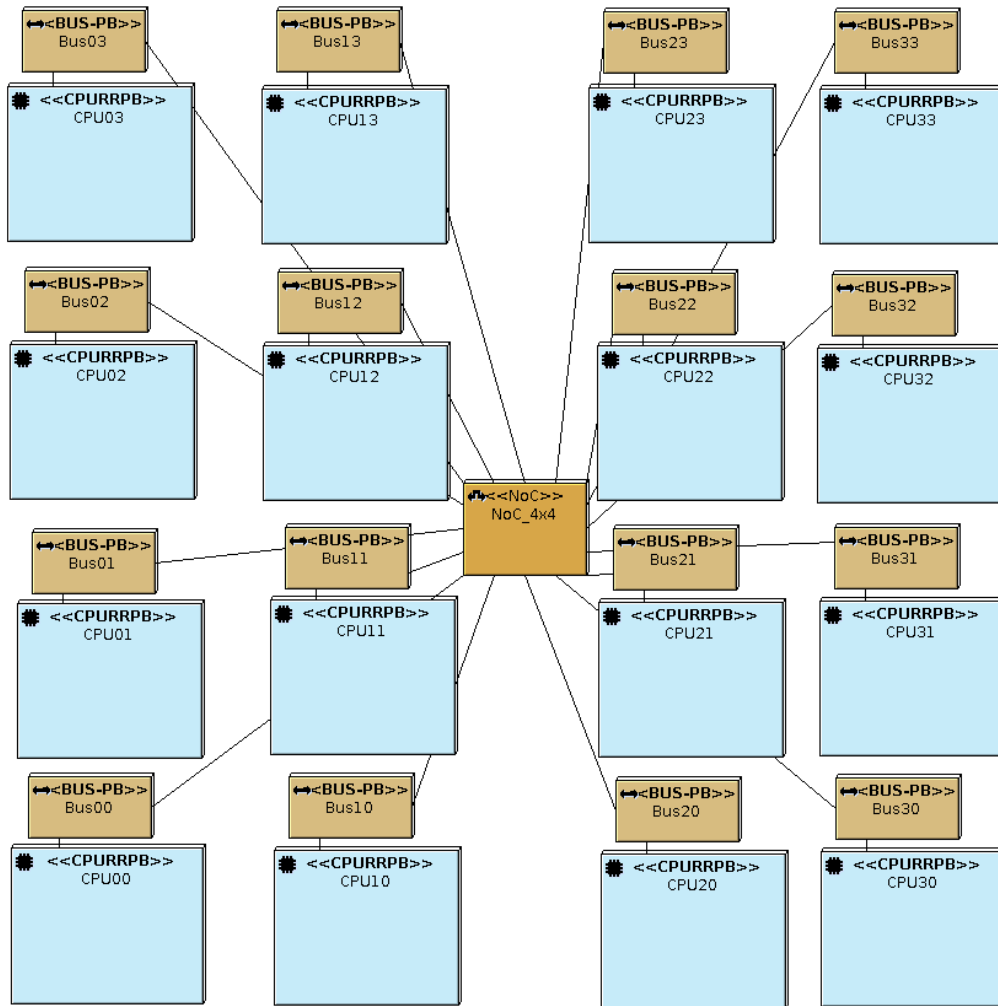 <BUS-PB>>
Bus03
<BUS-PB>>
Bus13
<BUS-PB>>
Bus23
<BUS-PB>>
Bus33
<<CPURRPB>>
CPU03
<<CPURRPB>>
CPU13
<<CPURRPB>>
CPU23
<<CPURRPB>>
CPU33
<BUS-PB>>
Bus02
<BUS-PB>>
Bus12
<BUS-PB>>
Bus22
<BUS-PB>>
Bus32
<<CPURRPB>>
CPU02
<<CPURRPB>>
CPU12
<<CPURRPB>>
CPU22
<<CPURRPB>>
CPU32
<<NoC>>
NoC_4x4
<BUS-PB>>
Bus01
<BUS-PB>>
Bus11
<BUS-PB>>
Bus21
<BUS-PB>>
Bus31
<<CPURRPB>>
CPU01
<<CPURRPB>>
CPU11
<<CPURRPB>>
CPU21
<<CPURRPB>>
CPU31
<BUS-PB>>
Bus00
<BUS-PB>>
Bus10
<BUS-PB>>
Bus20
<BUS-PB>>
Bus30
<<CPURRPB>>
CPU00
<<CPURRPB>>
CPU10
<<CPURRPB>>
CPU20
<<CPURRPB>>
CPU30